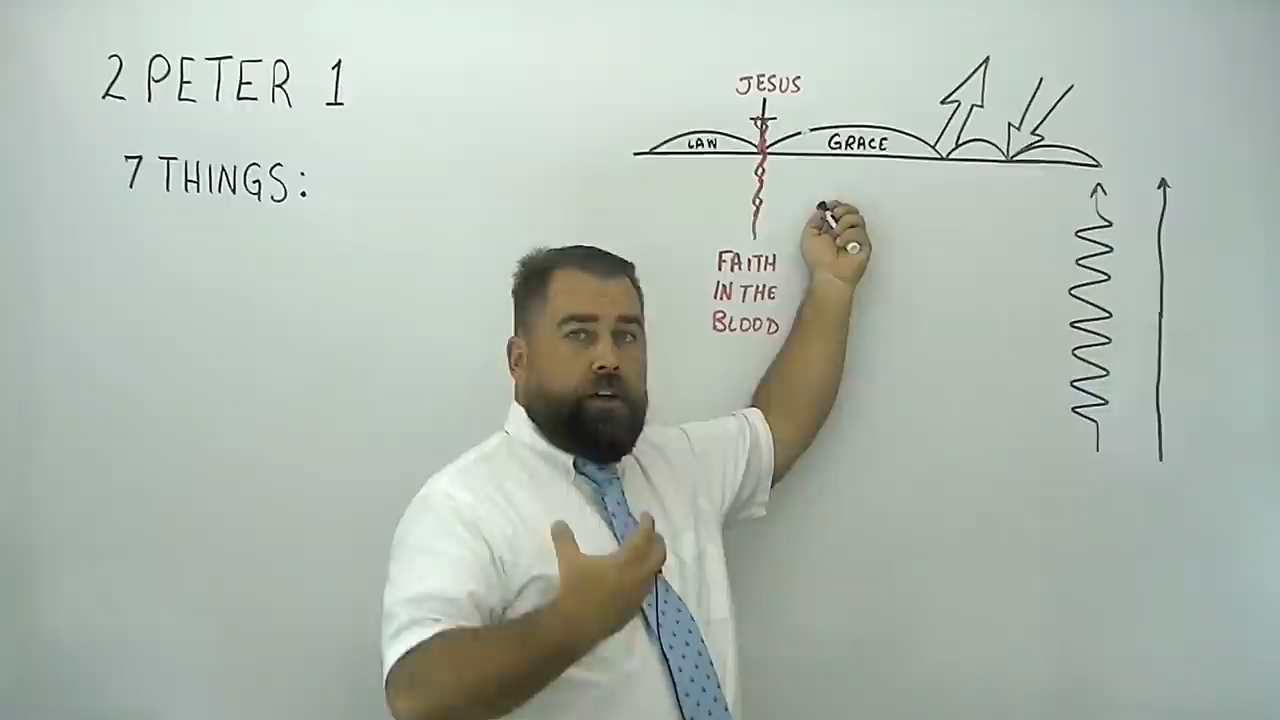 2 PETER 1
7 THINGS:
JESUS
LAW
GRACE
FAITH
IN THE
BLOOD